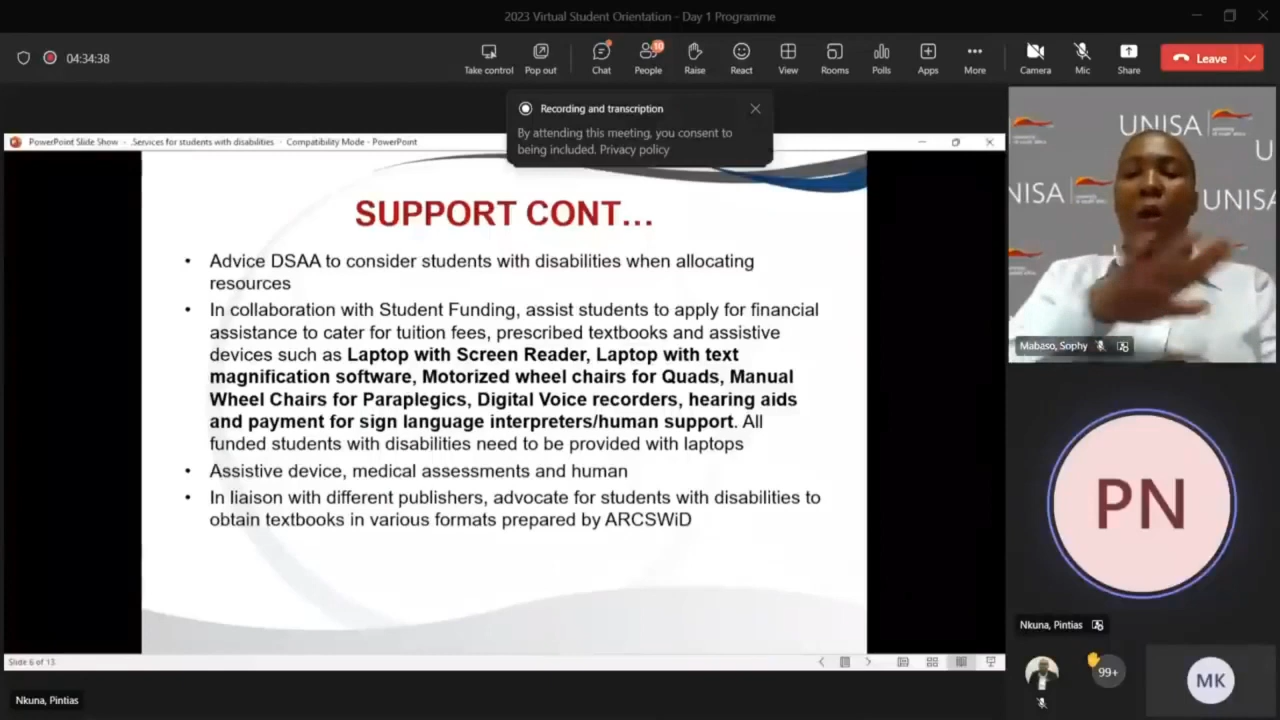 2023 Virtual Student Orientation - Day 1 Programme
04:34:38
Take control
Pop out
Chat
10
People
Raise
React
View
Rooms
Polls
Apps
More
Camera
Mic
Share
Leave
Recording and transcription
By attending this meeting, you consent to
being included. Privacy policy
PowerPoint Slide Show - .Services for students with disabilities - Compatibility Mode - PowerPoint
SUPPORT CONT...
• Advice DSAA to consider students with disabilities when allocating
resources
• In collaboration with Student Funding, assist students to apply for financial
assistance to cater for tuition fees, prescribed textbooks and assistive
devices such as Laptop with Screen Reader, Laptop with text
magnification software, Motorized wheel chairs for Quads, Manual
Wheel Chairs for Paraplegics, Digital Voice recorders, hearing aids
and payment for sign language interpreters/human support. All
funded students with disabilities need to be provided with laptops
• Assistive device, medical assessments and human
• In liaison with different publishers, advocate for students with disabilities to
obtain textbooks in various formats prepared by ARCSWiD
Slide 6 of 13
Nkuna, Pintias
UNISA
U
NISA
UNISA
Mabaso, Sophy
PN
Nkuna, Pintias
99+
MK